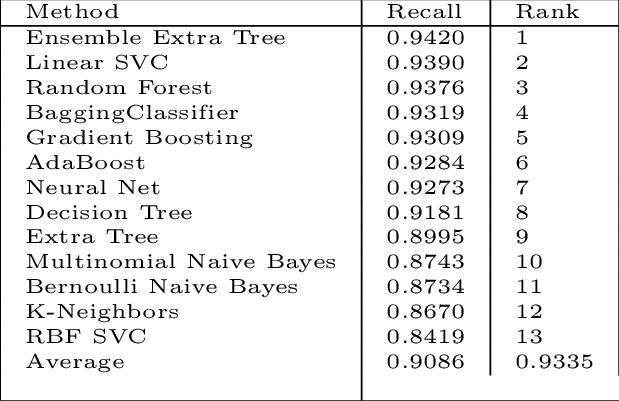 Method Recall Rank
Ensemble Extra Tree 0.9420 1
Linear SVC 0.9390 2
Random Forest 0.9376 3
BaggingClassifier 0.9319 4
Gradient Boosting 0.9309 5
AdaBoost 0.9284 6
Neural Net 0.9273 7
Decision Tree 0.9181 8
Extra Tree 0.8995 9
Multinomial Naive Bayes 0.8743 10
Bernoulli Naive Bayes 0.8734 11
K-Neighbors 0.8670 12
RBF SVC 0.8419 13
Average 0.9086 0.9335